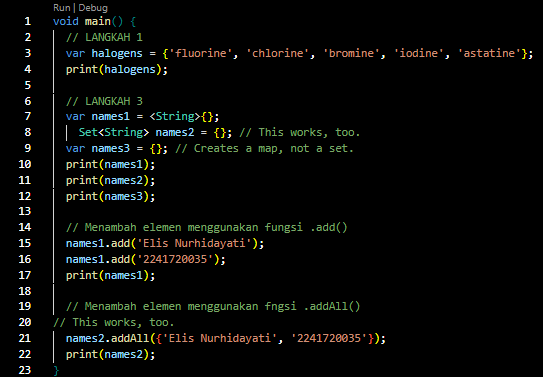 Run | Debug
1 void main() {
2 // LANGKAH 1
3 var halogens = {'fluorine', 'chlorine', 'bromine', 'iodine', 'astatine'};
4 print(halogens);
5
6 // LANGKAH 3
7 var names1 = <String>{};
8 Set<String> names2 = {}; // This works, too.
9 var names3 = {}; // Creates a map, not a set.
10 print(names1);
11 print(names2);
12 print(names3);
13
14 // Menambah elemen menggunakan fungsi .add()
15 names1.add('Elis Nurhidayati');
16 names1.add('2241720035');
17 print(names1);
18
19 // Menambah elemen menggunakan fngsi .addAll()
20 // This works, too.
21 names2.addAll({'Elis Nurhidayati', '2241720035'});
22 print(names2);
23 }